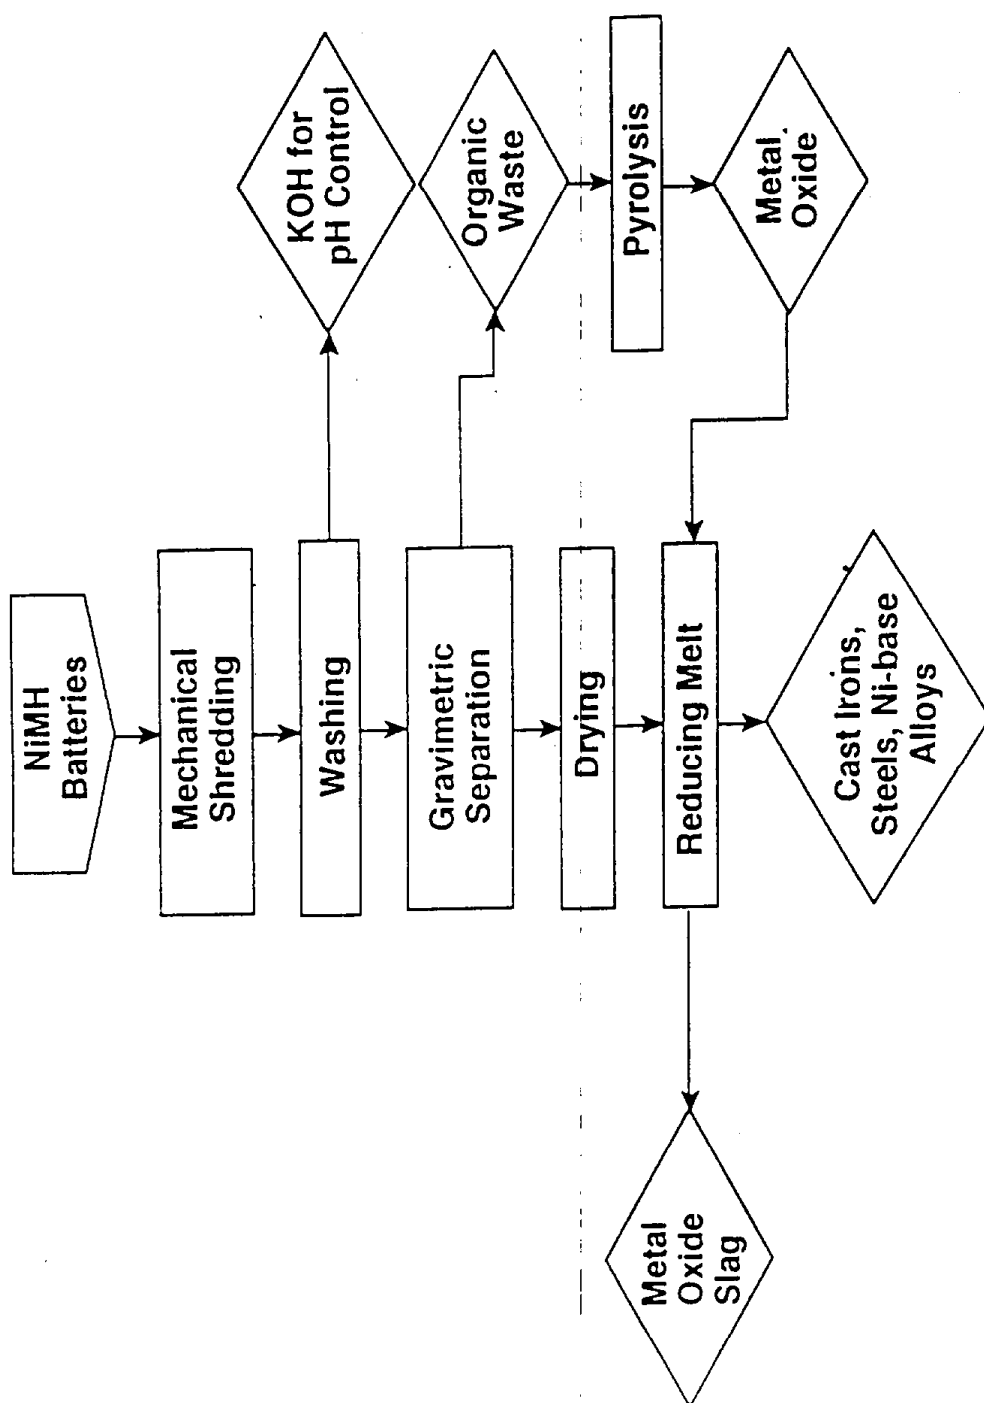 NiMH
Batteries
Mechanical
Shredding
Washing
KOH for
pH Control
Gravimetric
Separation
Organic
Waste
Drying
Pyrolysis
Reducing Melt
Metal
Oxide
Metal
Oxide
Slag
Cast Irons,
Steels, Ni-base
Alloys